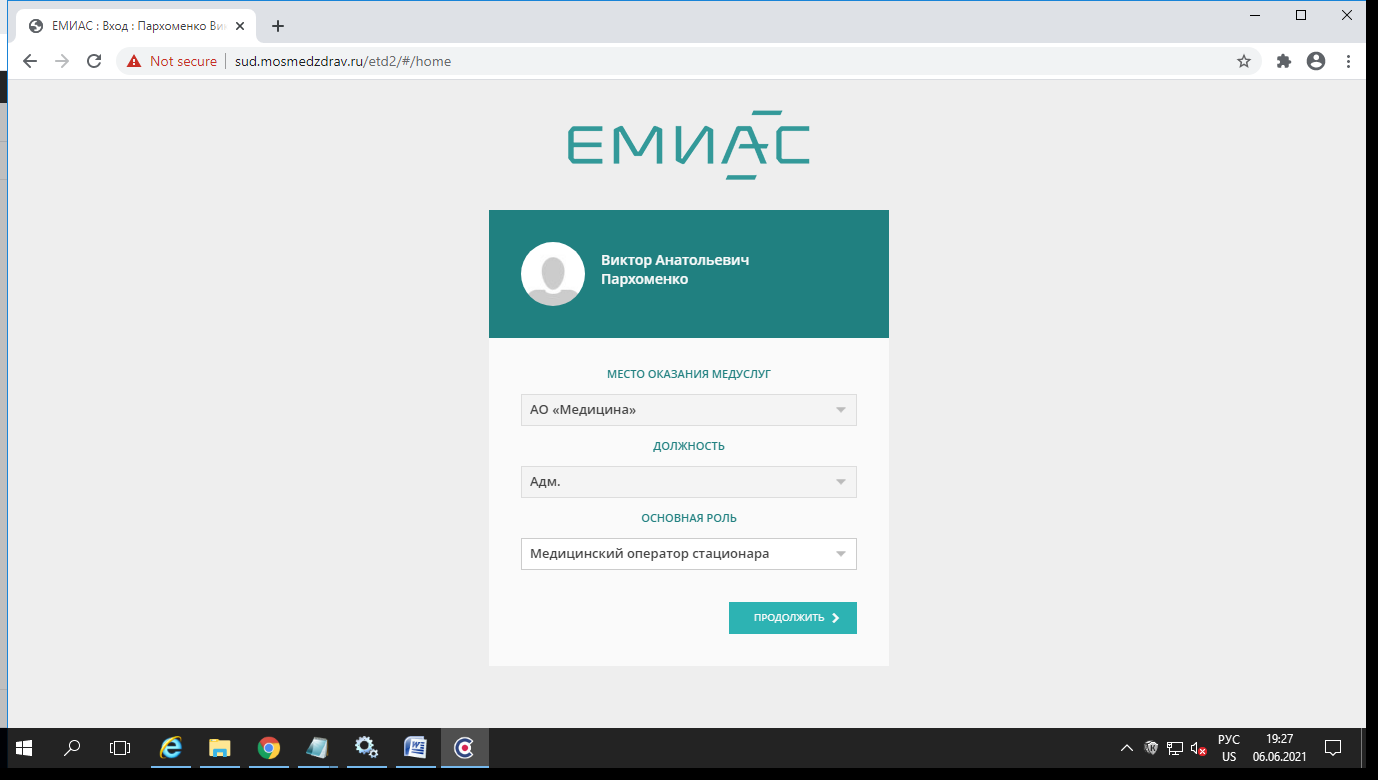 ЕМИАС : Вход : Пархоменко Ви
Not secure
sud.mosmedzdrav.ru/etd2/#/home
ЕМИАС
Виктор Анатольевич
Пархоменко
МЕСТО ОКАЗАНИЯ МЕДУСЛУГ
АО «Медицина»
ДОЛЖНОСТЬ
Адм.
ОСНОВНАЯ РОЛЬ
Медицинский оператор стационара
ПРОДОЛЖИТЬ
РУС
US
19:27
06.06.2021